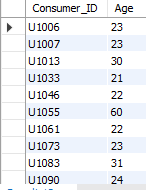 Consumer_ID Age
U1006 23
U1007 23
U1013 30
U1033 21
U1046 22
U1055 60
U1061 22
U1073 23
U1083 31
U1090 24